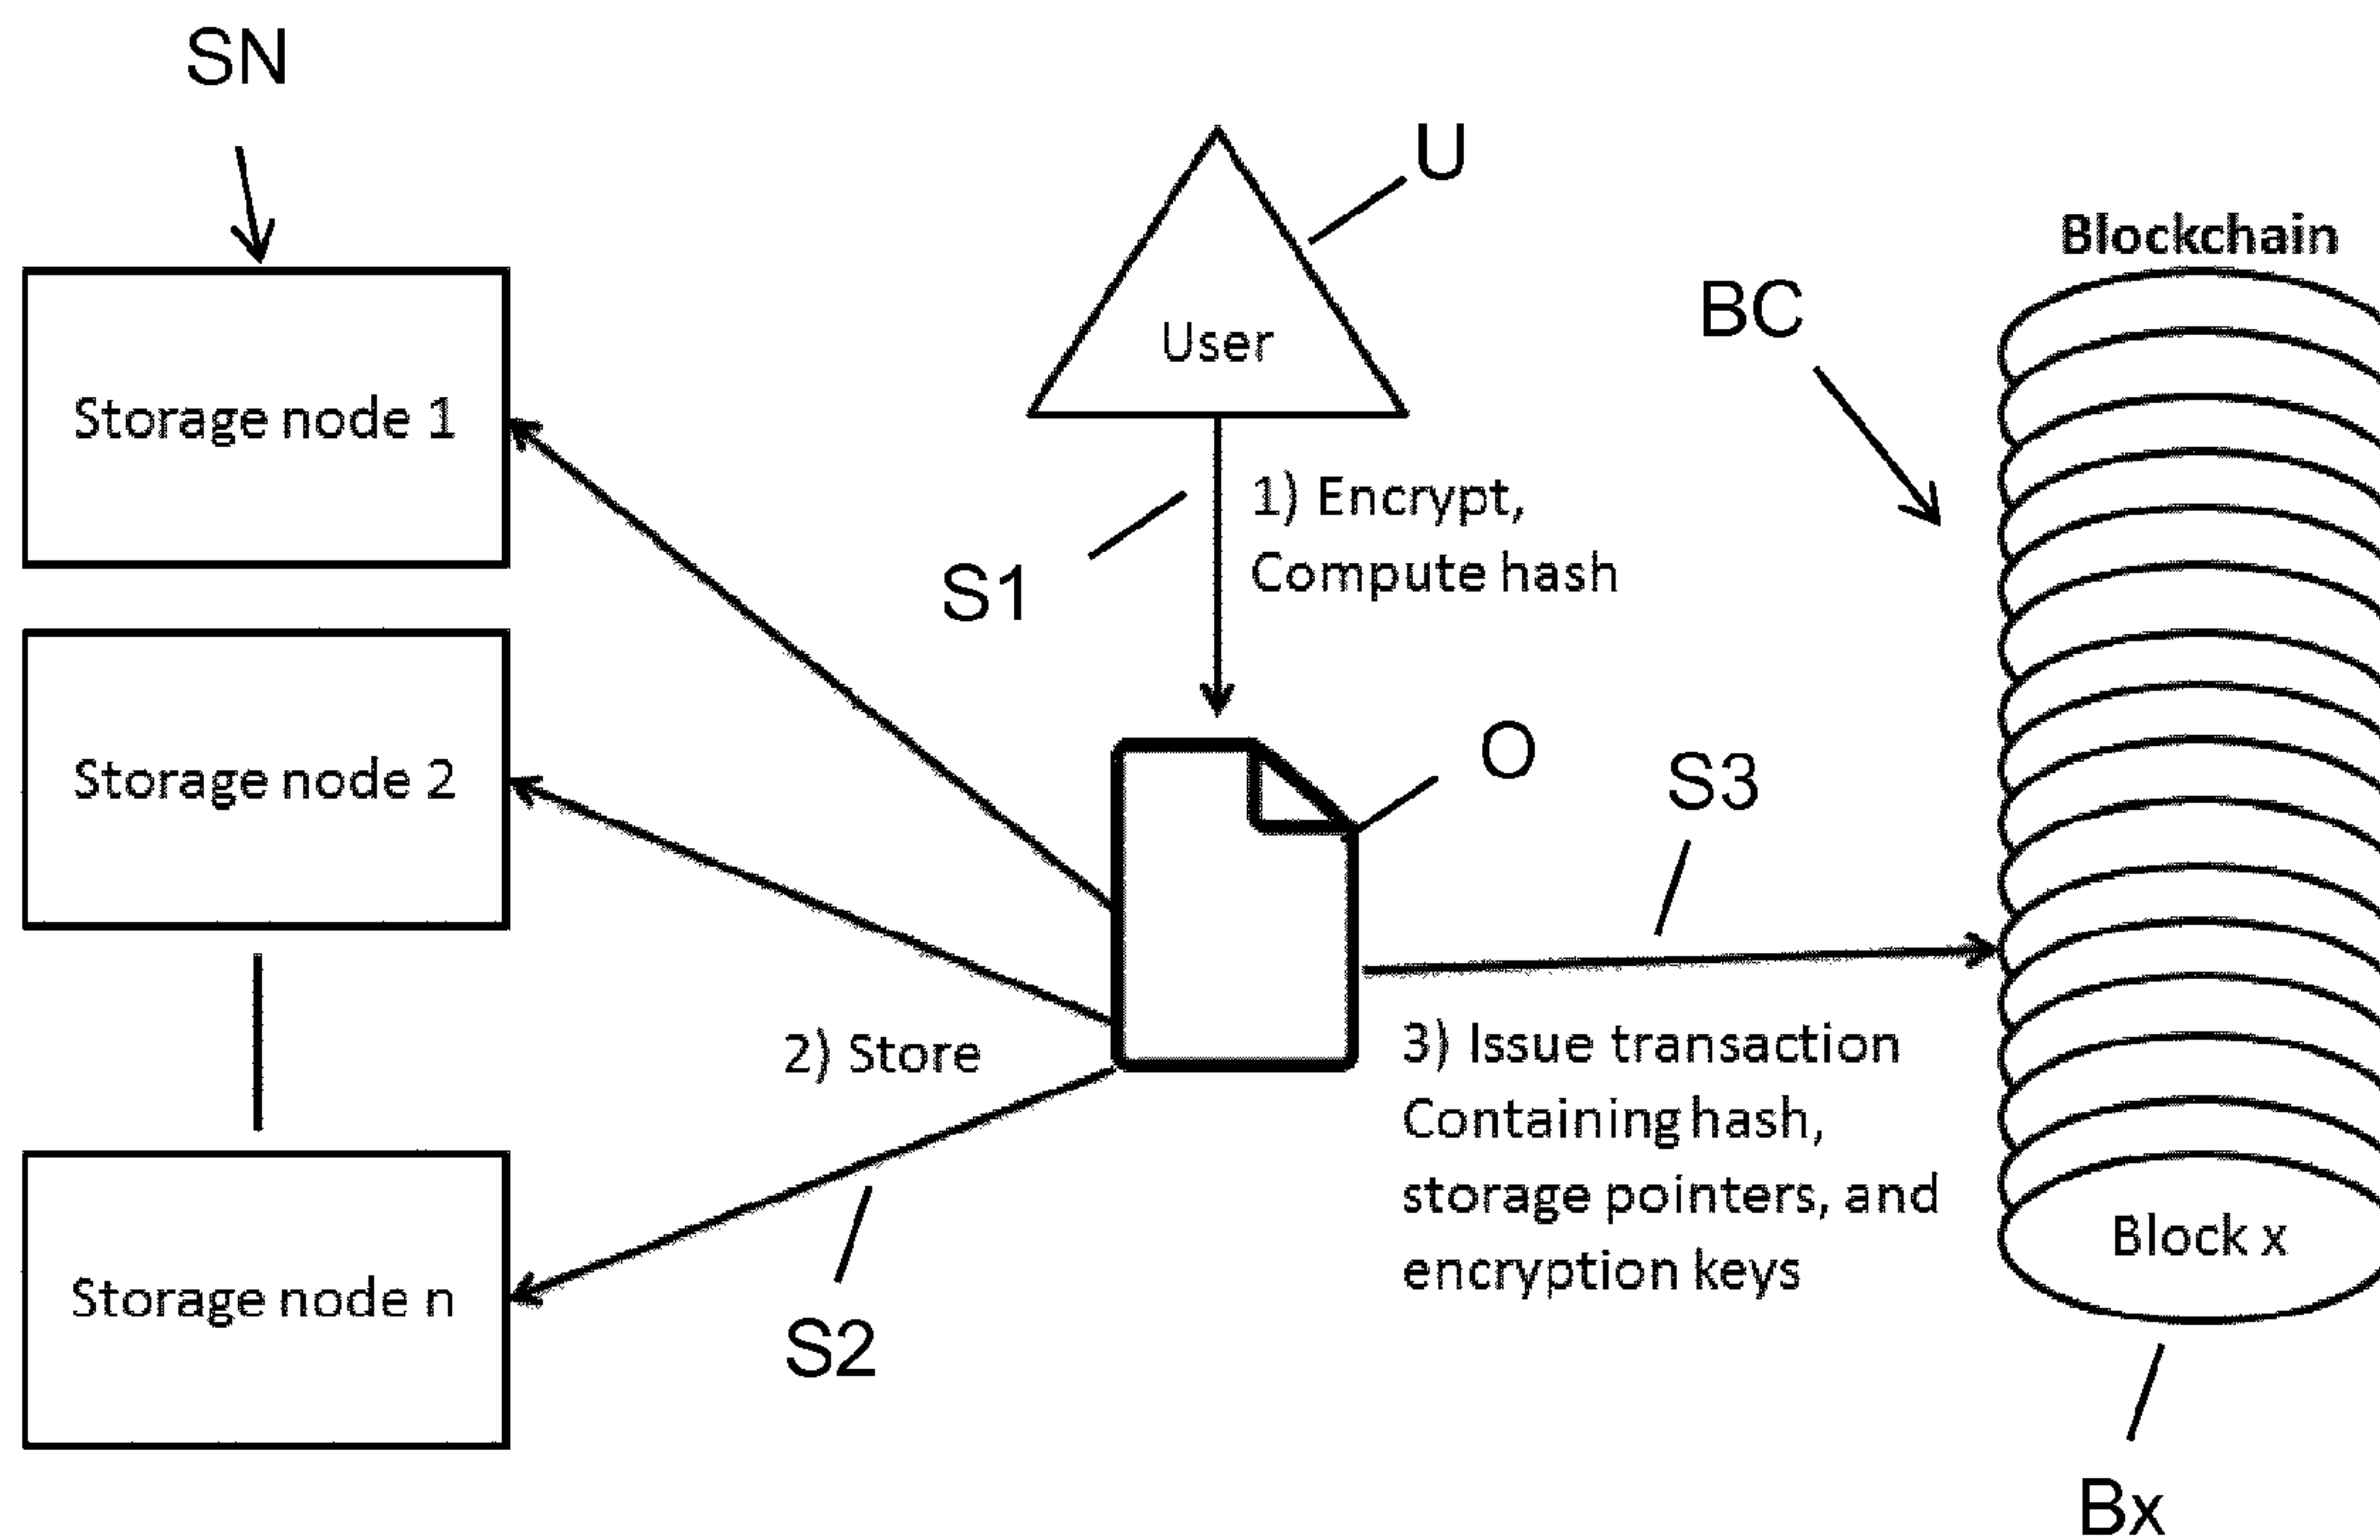 SN
U
Blockchain
BC
User
Storage node 1
1) Encrypt,
Compute hash
S1
O
S3
Storage node 2
2) Store
3) Issue transaction
Containing hash,
storage pointers, and
encryption keys
Block x
Storage node n
S2
Bx